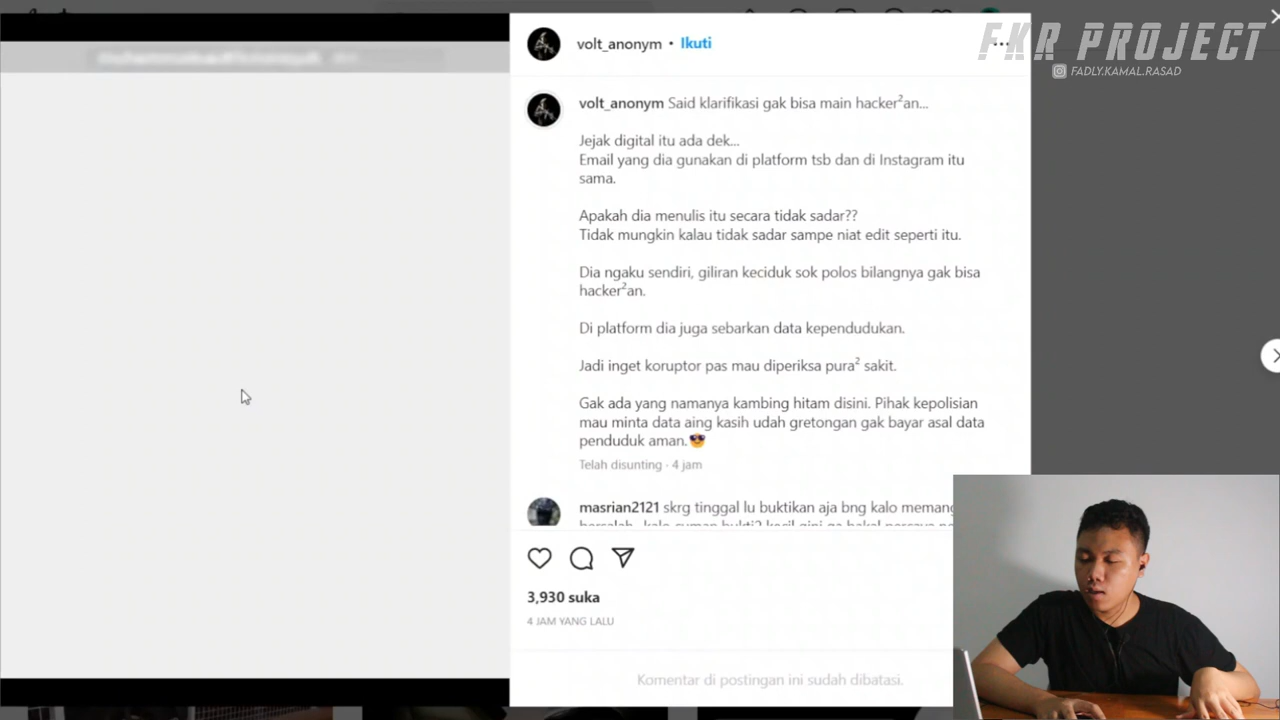 volt_anonym • Ikuti
FKR PROJECT
FADLY.KAMAL.RASAD
volt_anonym Said klarifikasi gak bisa main hacker²an...
Jejak digital itu ada dek...
Email yang dia gunakan di platform tsb dan di Instagram itu
sama.
Apakah dia menulis itu secara tidak sadar??
Tidak mungkin kalau tidak sadar sampe niat edit seperti itu.
Dia ngaku sendiri, giliran keciduk sok polos bilangnya gak bisa
hacker²an.
Di platform dia juga sebarkan data kependudukan.
Jadi inget koruptor pas mau diperiksa pura² sakit.
Gak ada yang namanya kambing hitam disini. Pihak kepolisian
mau minta data aing kasih udah gretongan gak bayar asal data
penduduk aman.😎
Telah disunting · 4 jam
masrian2121 skrg tinggal lu buktikan aja bng kalo memang
3,930 suka
4 JAM YANG LALU
Komentar di postingan ini sudah dibatasi.